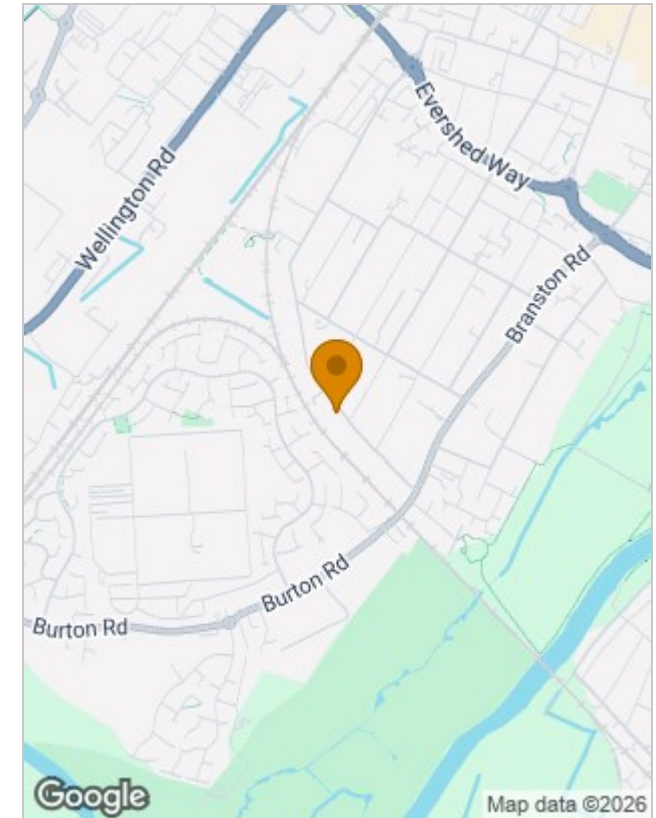 Wellington Rd
Evershed Way
Branston Rd
Burton Rd
Burton Rd
Google
Map data ©2026